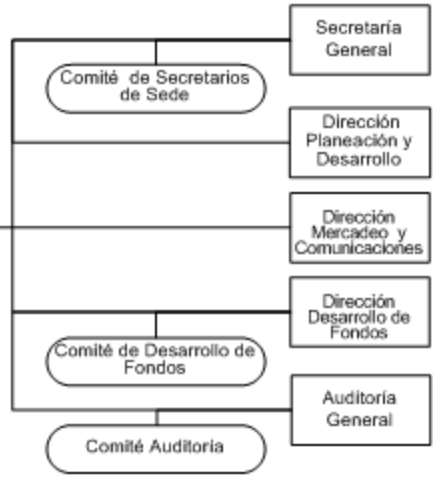 Secretaría
General
Comité de Secretarios
de Sede
Dirección
Planeación y
Desarrollo
Dirección
Mercadeo y
Comunicaciones
Dirección
Desarrollo de
Fondos
Comité de Desarrollo de
Fondos
Auditoría
General
Comité Auditoria